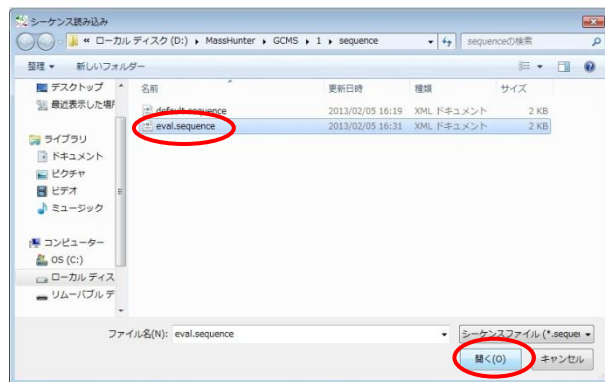 シーケンス読み込み
« ローカル ディスク (D:) ▸ MassHunter ▸ GCMS ▸ 1 ▸ sequence
sequenceの検索
整理 ▼ 新しいフォルダー
デスクトップ
最近表示した場所
ライブラリ
ドキュメント
ピクチャ
ビデオ
ミュージック
コンピューター
OS (C:)
ローカル ディス
リムーバブル デ
名前 更新日時 種類 サイズ
default.sequence 2013/02/05 16:19 XML ドキュメント 2 KB
eval.sequence 2013/02/05 16:31 XML ドキュメント 2 KB
ファイル名(N): eval.sequence
シーケンスファイル (*.sequei
開く(O) キャンセル